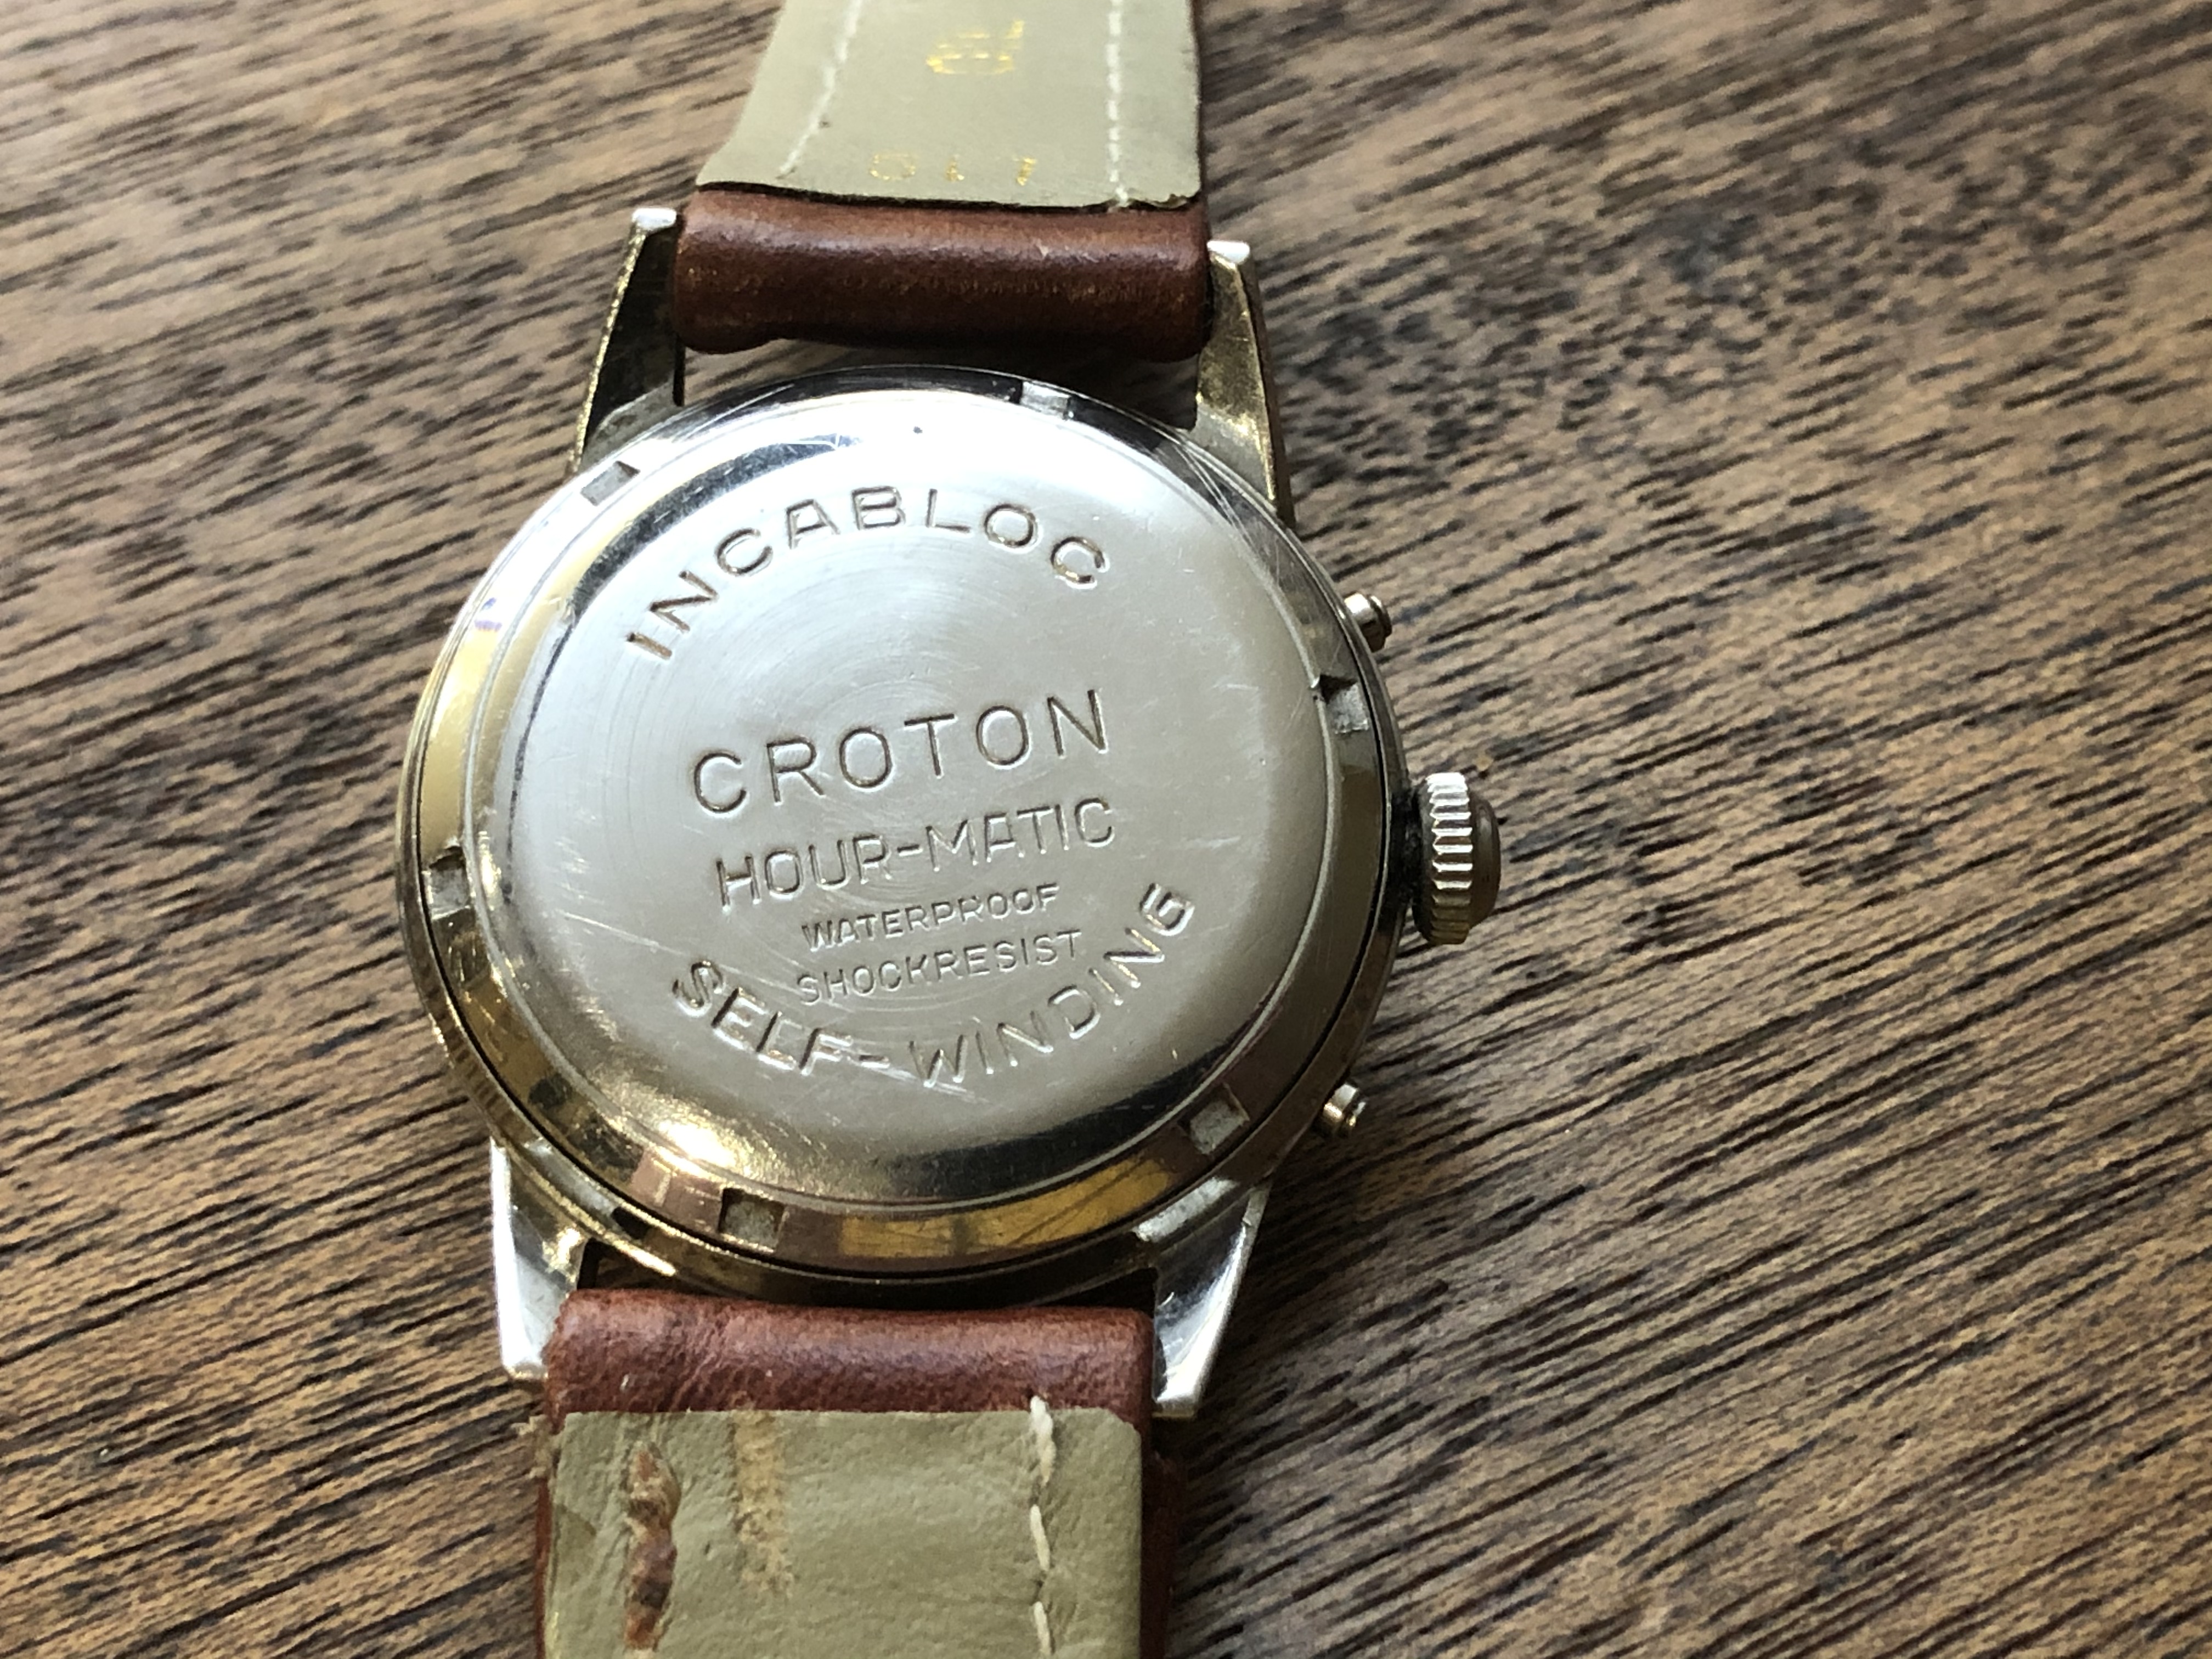 INCABLOC
CROTON
HOUR-MATIC
WATERPROOF
SHOCKRESIST
SELF-WINDING